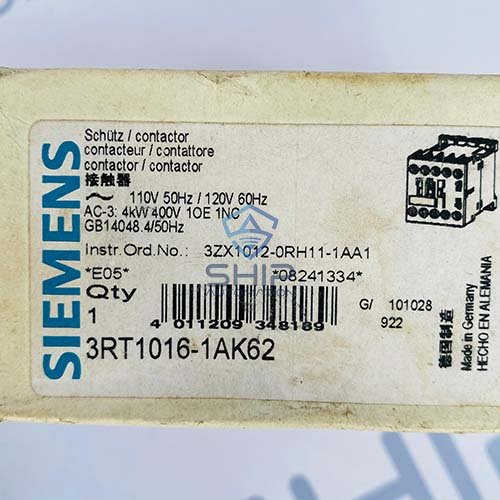 SIEMENS
Schütz / contactor
contacteur / contattore
contactor / contactor
接触器
~ 110V 50Hz / 120V 60Hz
AC-3: 4kW 400V 1OE 1NC
GB14048.4/50Hz
Instr.Ord.No.: 3ZX1012-0RH11-1AA1
*E05* *08241334*
Qty
1
4 011209 348189
G/ 101028
922
3RT1016-1AK62
德国制造
Made in Germany
HECHO EN ALEMANIA
SHIP
AUTOMATION